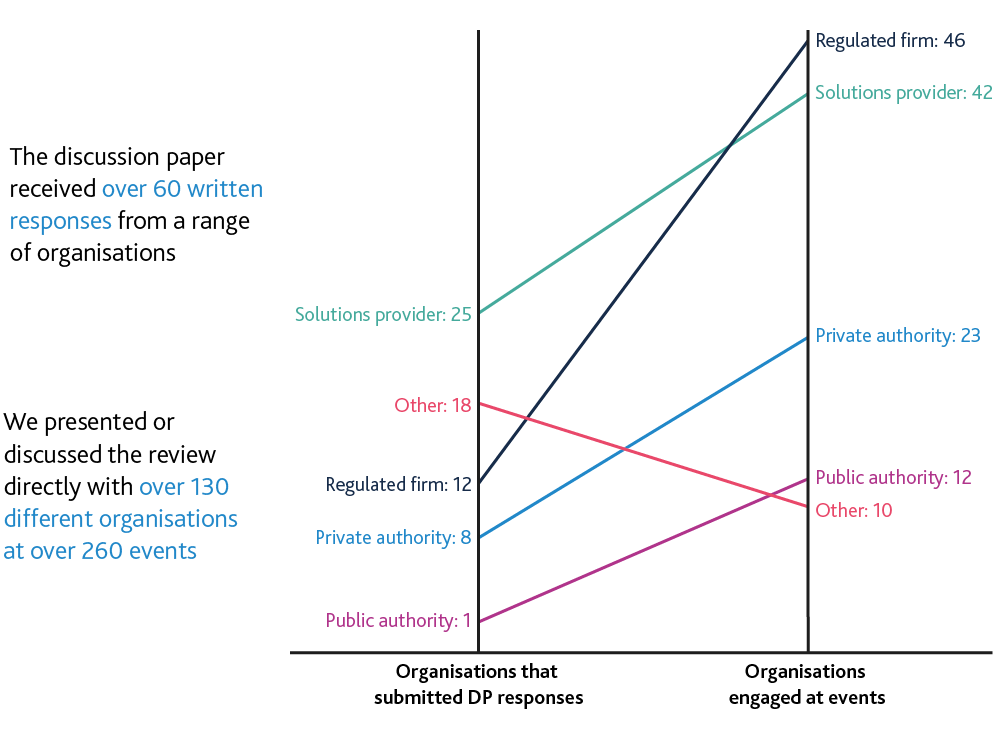 The discussion paper
received over 60 written
responses from a range
of organisations
We presented or
discussed the review
directly with over 130
different organisations
at over 260 events
Solutions provider: 25
Other: 18
Regulated firm: 12
Private authority: 8
Public authority: 1
Regulated firm: 46
Solutions provider: 42
Private authority: 23
Public authority: 12
Other: 10
Organisations that
submitted DP responses
Organisations
engaged at events